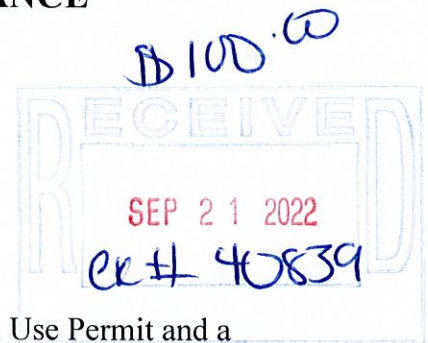 ANCE
$100.00
RECEIVED
SEP 21 2022
CK# 40839
Use Permit and a